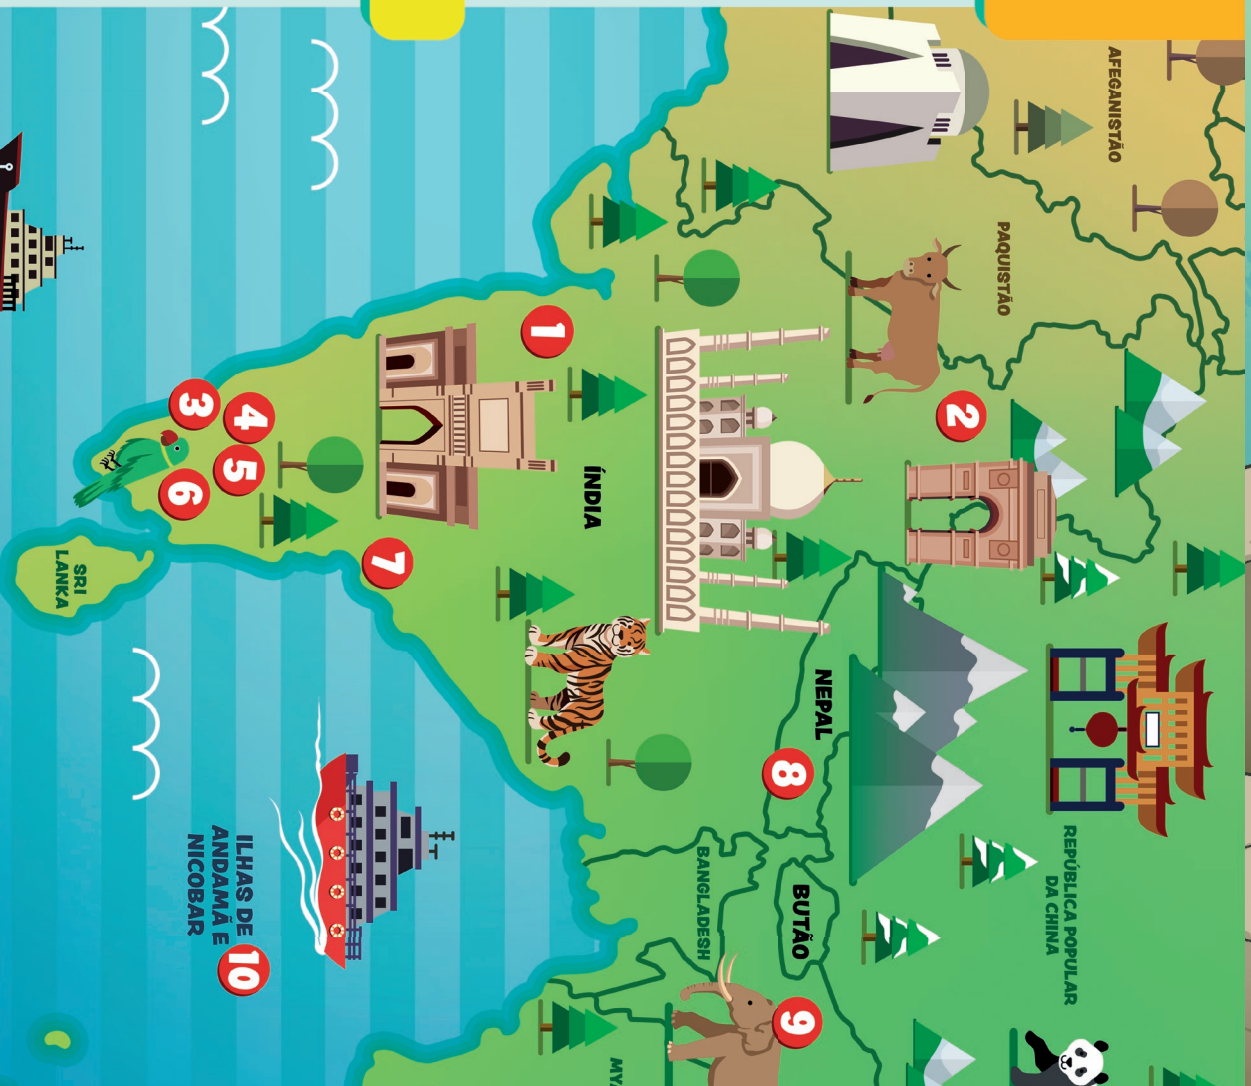 AFEGANISTÃO
PAQUISTÃO
1
2
ÍNDIA
3
4
5
6
7
SRI
LANKA
NEPAL
8
REPÚBLICA POPULAR
DA CHINA
BANGLADESH
BUTÃO
9
ILHAS DE
ANDAMÃ E
NICOBAR
10
MYA